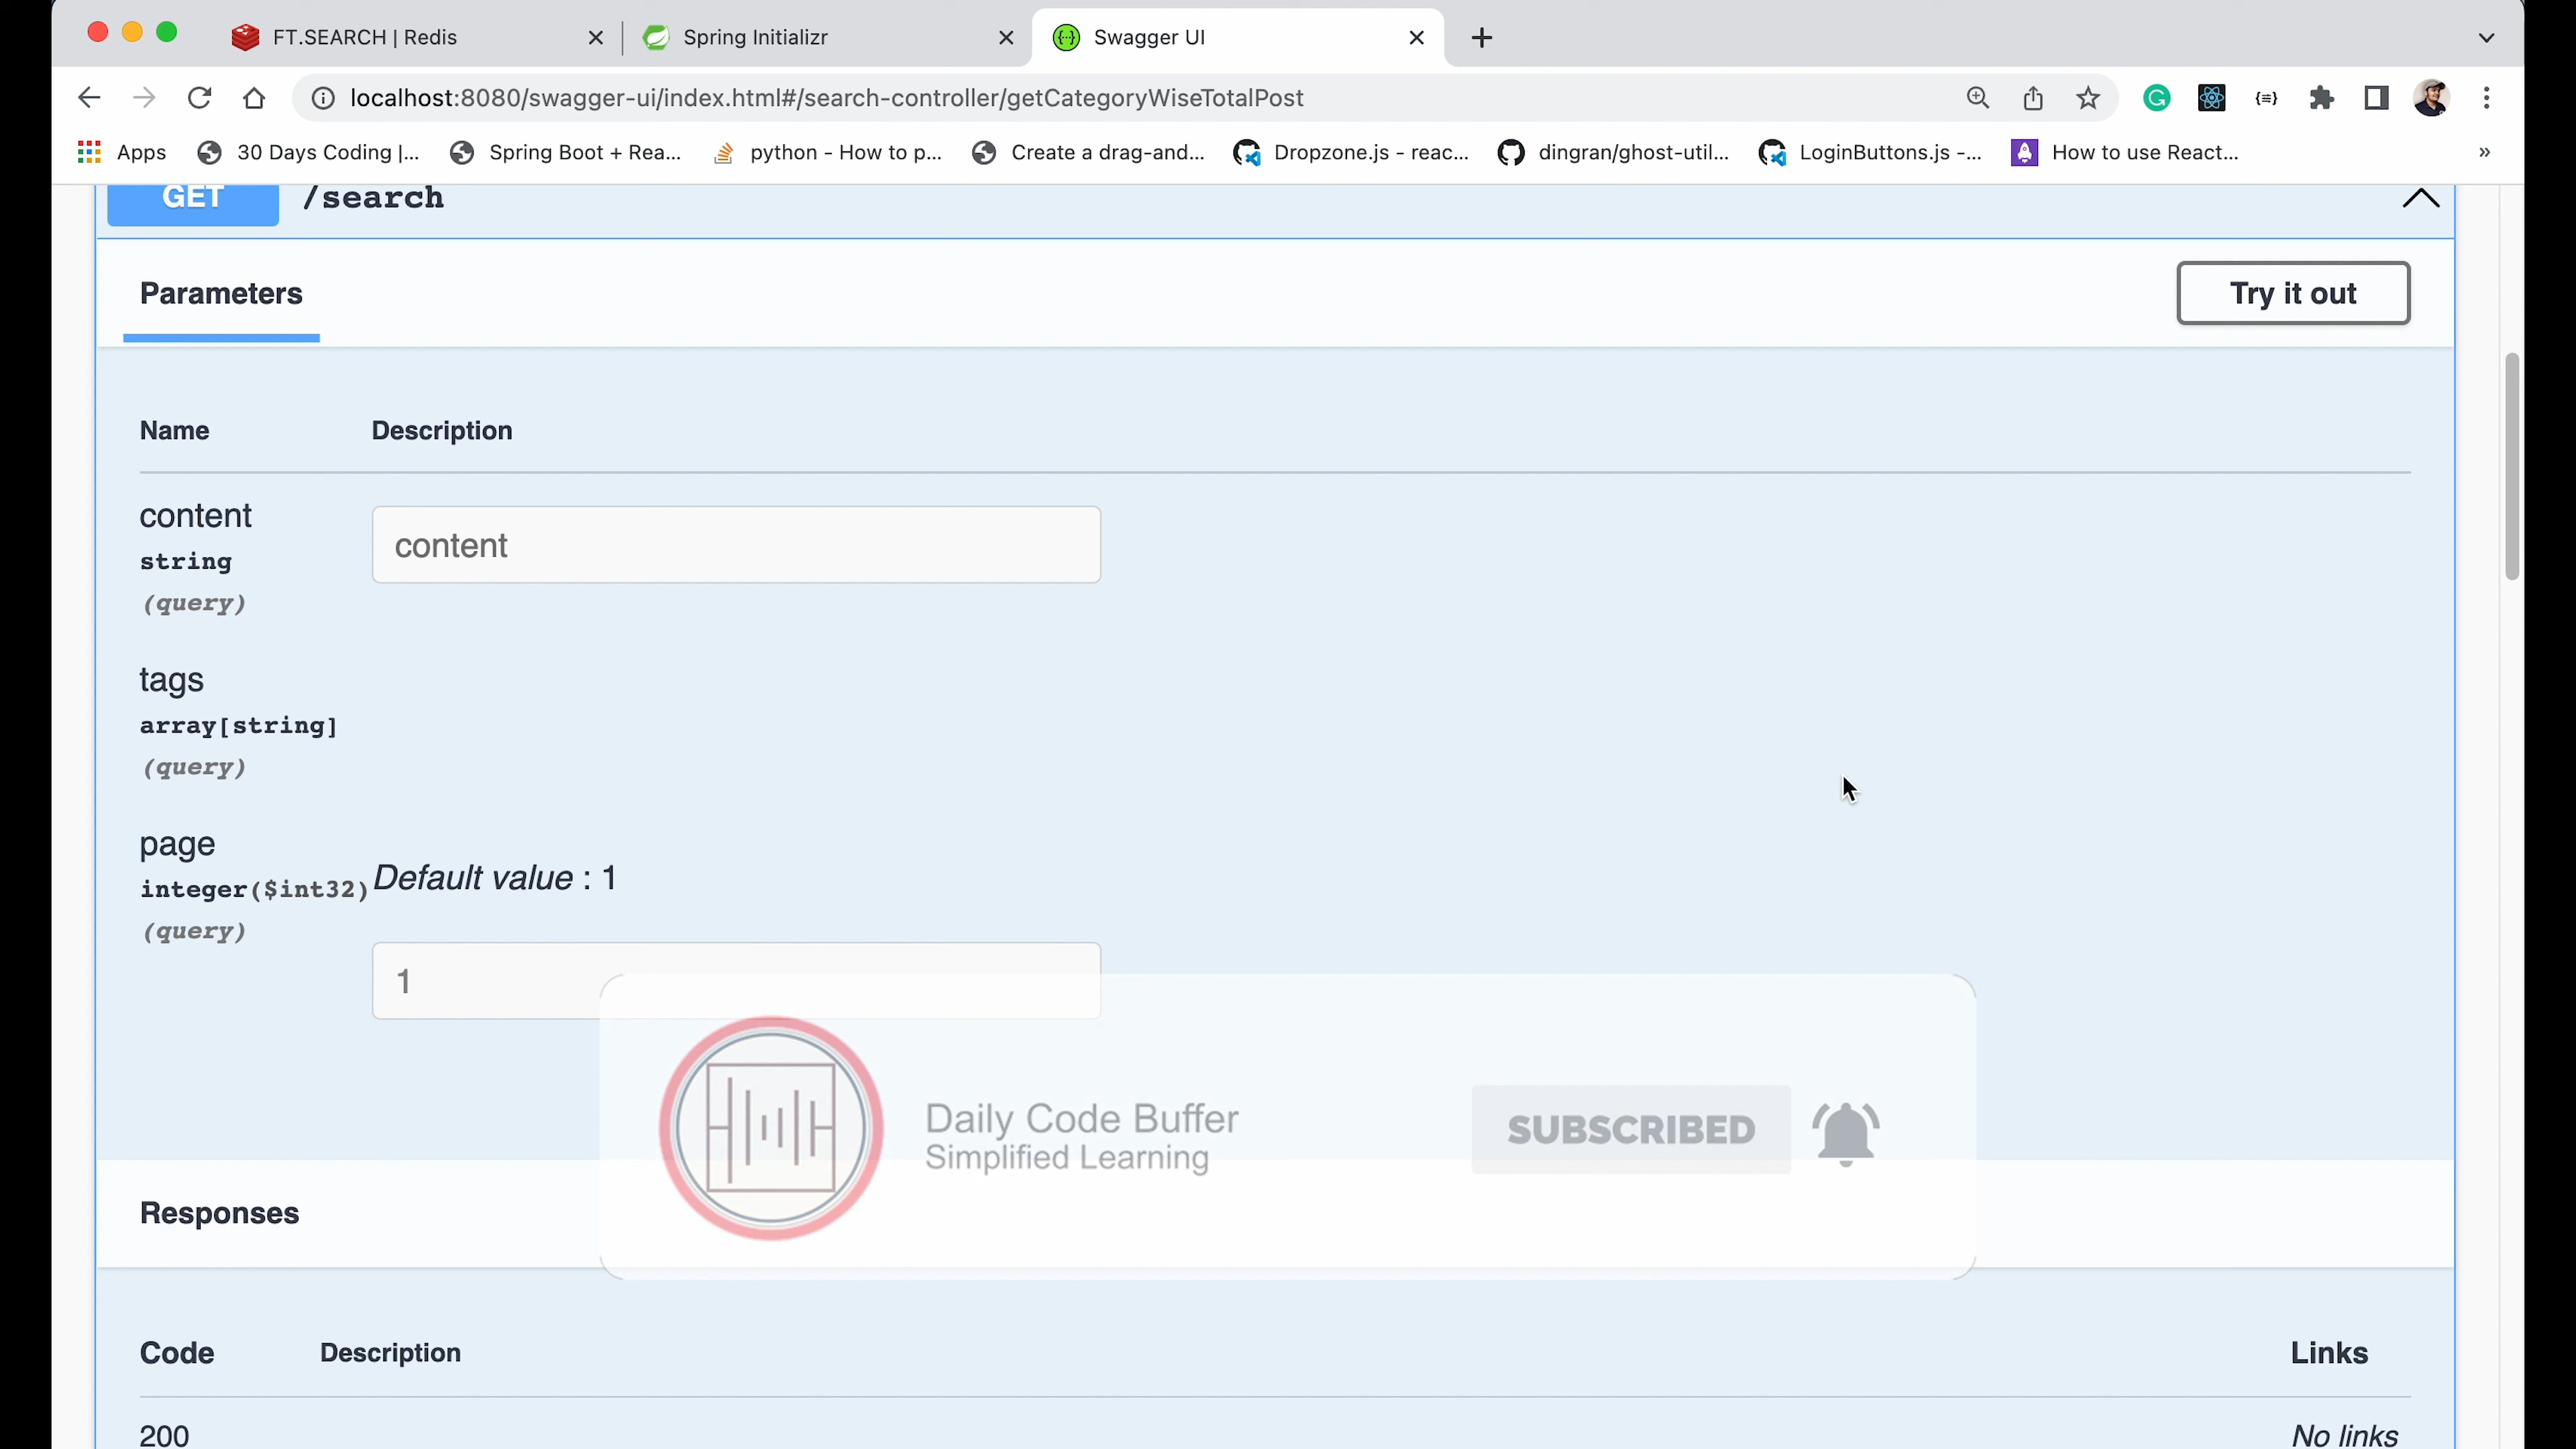 FT.SEARCH | Redis
Spring Initializr
Swagger UI
localhost:8080/swagger-ui/index.html#/search-controller/getCategoryWiseTotalPost
Apps
30 Days Coding |...
Spring Boot + Rea...
python - How to p...
Create a drag-and...
Dropzone.js - reac...
dingran/ghost-util...
LoginButtons.js -...
How to use React...
»
GET /search
Parameters
Try it out
Name Description
content
string
(query)
content
tags
array[string]
(query)
page
integer($int32)
(query)
Default value : 1
1
Daily Code Buffer
Simplified Learning
SUBSCRIBED
Responses
Code Description Links
200 No links